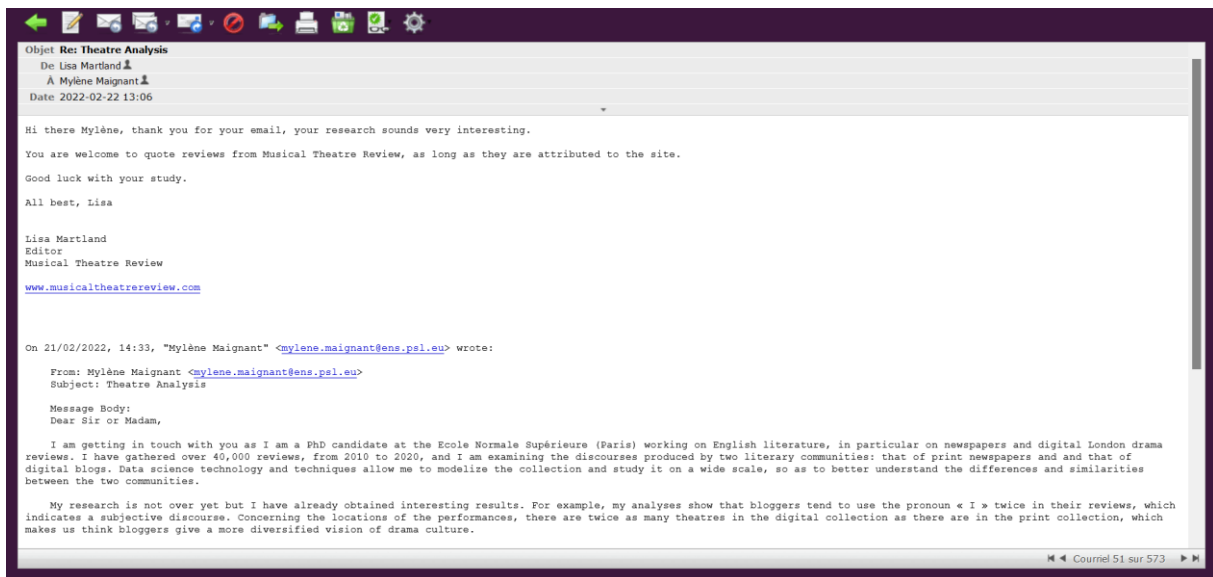 Objet Re: Theatre Analysis
De Lisa Martland
À Mylène Maignant
Date 2022-02-22 13:06
Hi there Mylène, thank you for your email, your research sounds very interesting.
You are welcome to quote reviews from Musical Theatre Review, as long as they are attributed to the site.
Good luck with your study.
All best, Lisa
Lisa Martland
Editor
Musical Theatre Review
www.musicaltheatrereview.com
On 21/02/2022, 14:33, "Mylène Maignant" <mylene.maignant@ens.psl.eu> wrote:
From: Mylène Maignant <mylene.maignant@ens.psl.eu>
Subject: Theatre Analysis
Message Body:
Dear Sir or Madam,
I am getting in touch with you as I am a PhD candidate at the Ecole Normale Supérieure (Paris) working on English literature, in particular on newspapers and digital London drama
reviews. I have gathered over 40,000 reviews, from 2010 to 2020, and I am examining the discourses produced by two literary communities: that of print newspapers and and that of
digital blogs. Data science technology and techniques allow me to modelize the collection and study it on a wide scale, so as to better understand the differences and similarities
between the two communities.
My research is not over yet but I have already obtained interesting results. For example, my analyses show that bloggers tend to use the pronoun « I » twice in their reviews, which
indicates a subjective discourse. Concerning the locations of the performances, there are twice as many theatres in the digital collection as there are in the print collection, which
makes us think bloggers give a more diversified vision of drama culture.
Courriel 51 sur 573